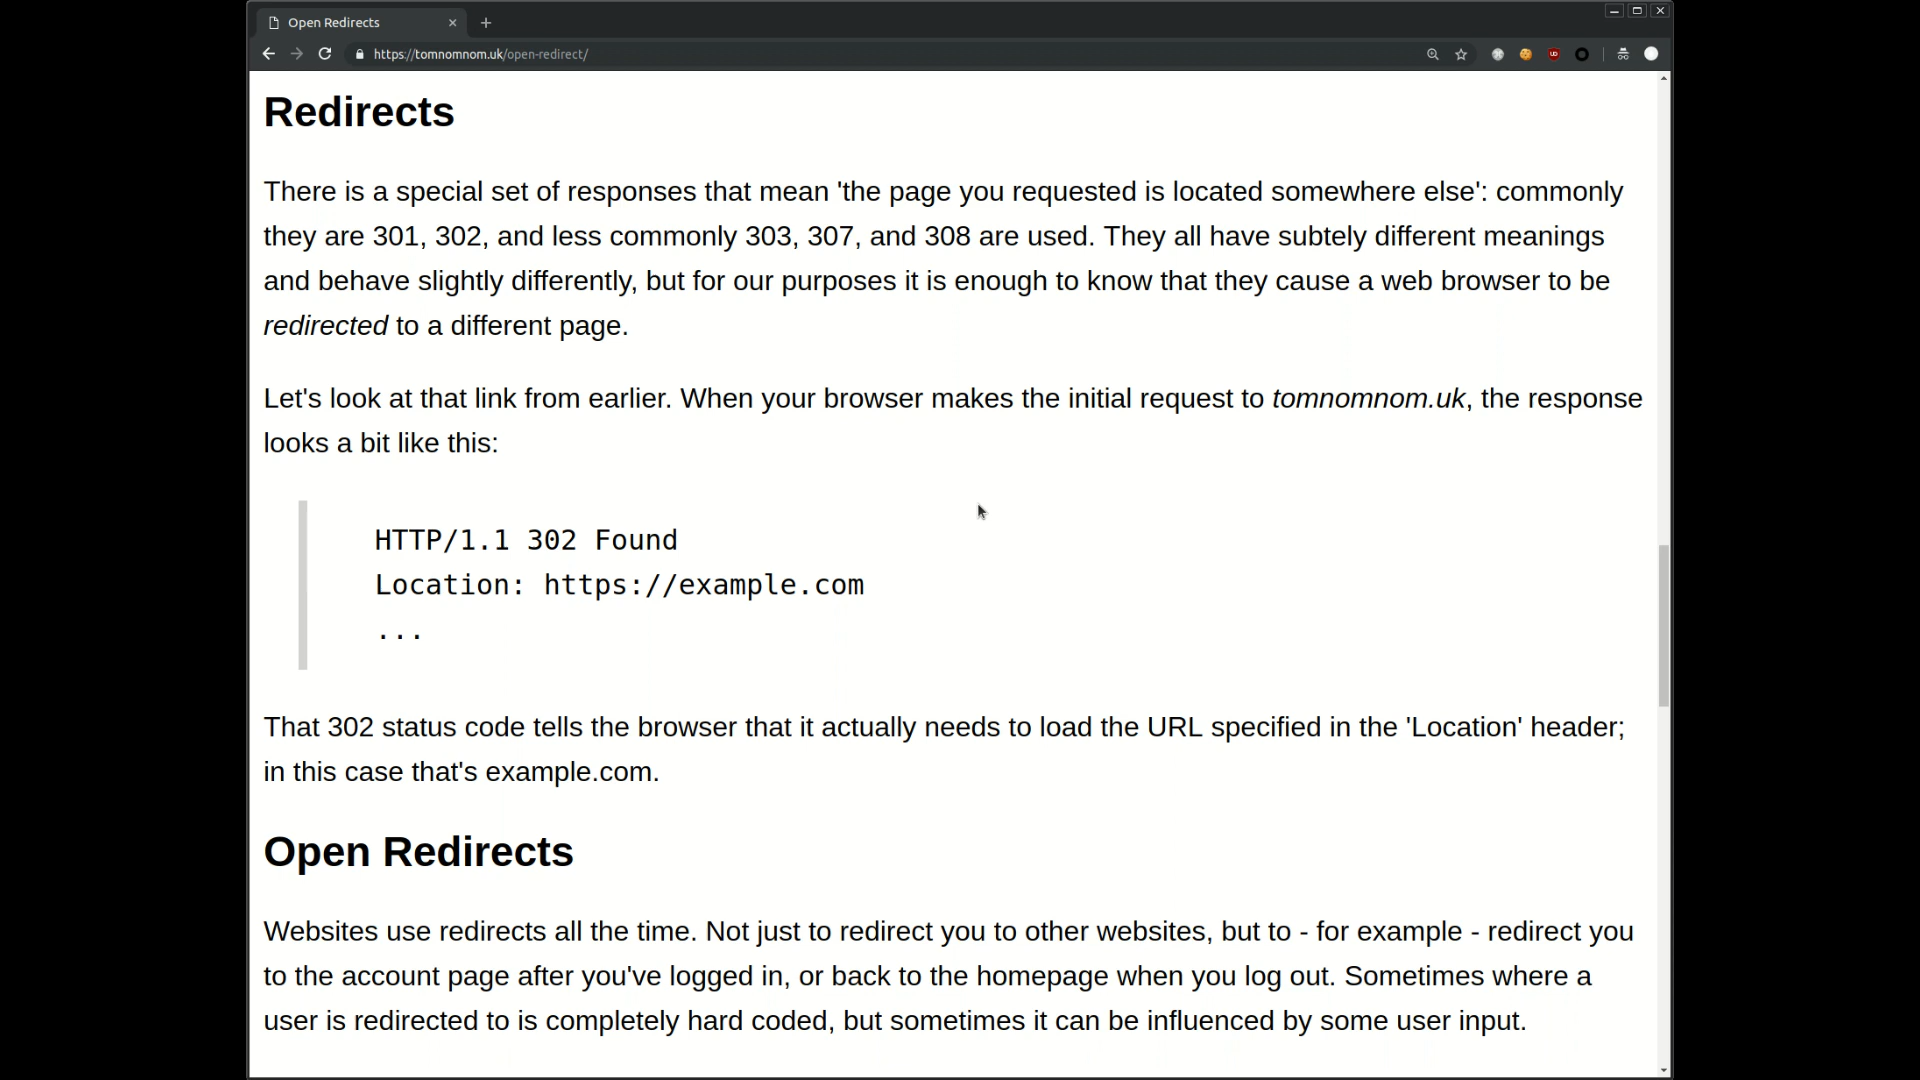 Open Redirects
https://tomnomnom.uk/open-redirect/
Redirects
There is a special set of responses that mean 'the page you requested is located somewhere else': commonly
they are 301, 302, and less commonly 303, 307, and 308 are used. They all have subtely different meanings
and behave slightly differently, but for our purposes it is enough to know that they cause a web browser to be
redirected to a different page.
Let's look at that link from earlier. When your browser makes the initial request to tomnomnom.uk, the response
looks a bit like this:
HTTP/1.1 302 Found
Location: https://example.com
...
That 302 status code tells the browser that it actually needs to load the URL specified in the 'Location' header;
in this case that's example.com.
Open Redirects
Websites use redirects all the time. Not just to redirect you to other websites, but to - for example - redirect you
to the account page after you've logged in, or back to the homepage when you log out. Sometimes where a
user is redirected to is completely hard coded, but sometimes it can be influenced by some user input.